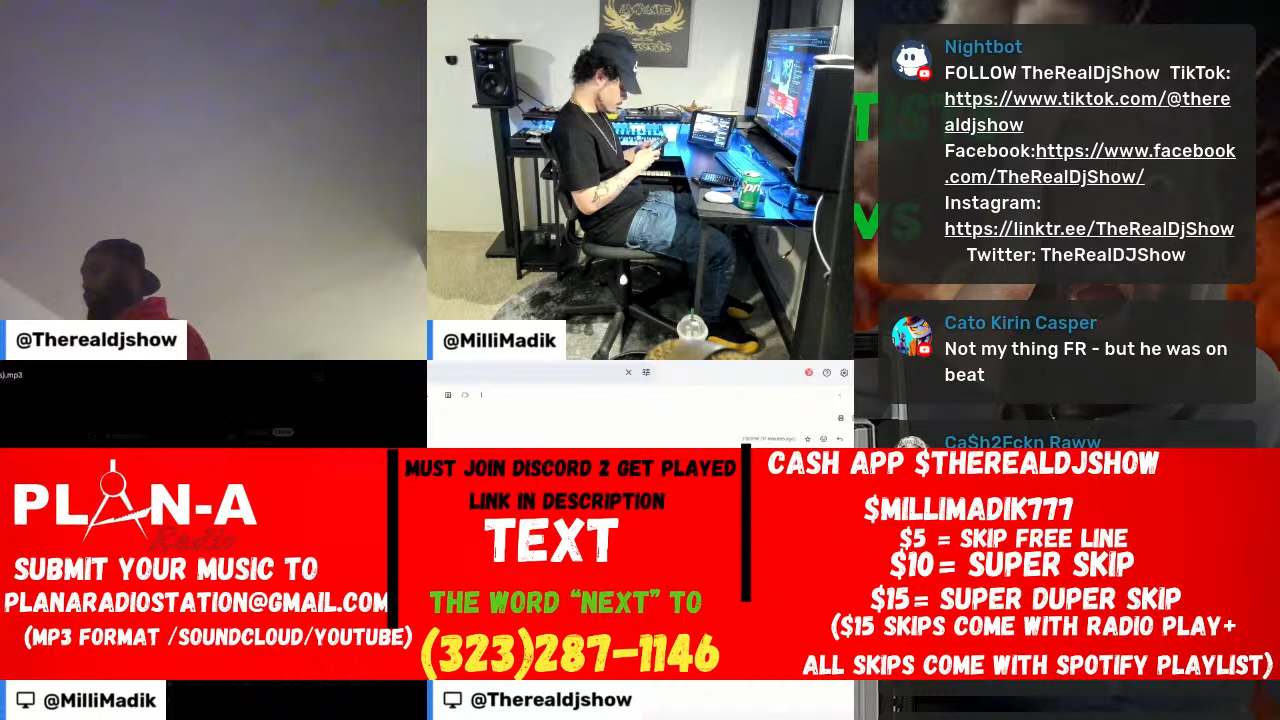 Nightbot
FOLLOW TheRealDjShow TikTok:
https://www.tiktok.com/@there
aldjshow
Facebook:https://www.facebook
.com/TheRealDjShow/
Instagram:
https://linktr.ee/TheRealDjShow
Twitter: TheRealDJShow
Cato Kirin Casper
Not my thing FR - but he was on
beat
Ca$h2Fckn Raww
@Therealdjshow
@MilliMadik
PLAN-A
Radio
SUBMIT YOUR MUSIC TO
PLANARADIOSTATION@GMAIL.COM
(MP3 FORMAT /SOUNDCLOUD/YOUTUBE)
MUST JOIN DISCORD 2 GET PLAYED
LINK IN DESCRIPTION
TEXT
THE WORD “NEXT” TO
(323)287-1146
CASH APP $THEREALDJSHOW
$MILLIMADIK777
$5 = SKIP FREE LINE
$10 = SUPER SKIP
$15= SUPER DUPER SKIP
($15 SKIPS COME WITH RADIO PLAY+
ALL SKIPS COME WITH SPOTIFY PLAYLIST)
@MilliMadik
@Therealdjshow